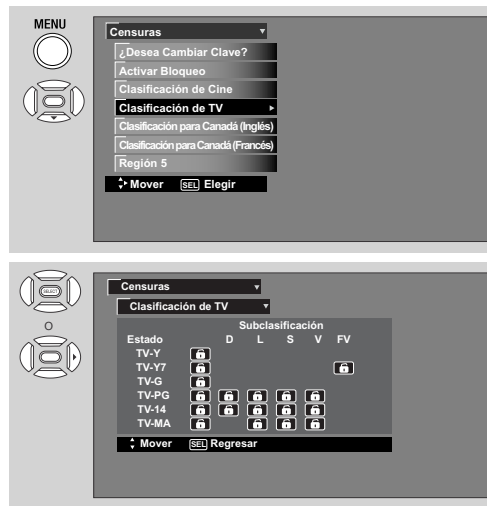 MENU
Censuras
¿Desea Cambiar Clave?
Activar Bloqueo
Clasificación de Cine
Clasificación de TV
Clasificación para Canadá (Inglés)
Clasificación para Canadá (Francés)
Región 5
Mover SEL Elegir
SELECT
O
Censuras
Clasificación de TV
Subclasificación
Estado D L S V FV
TV-Y
TV-Y7
TV-G
TV-PG
TV-14
TV-MA
Mover SEL Regresar